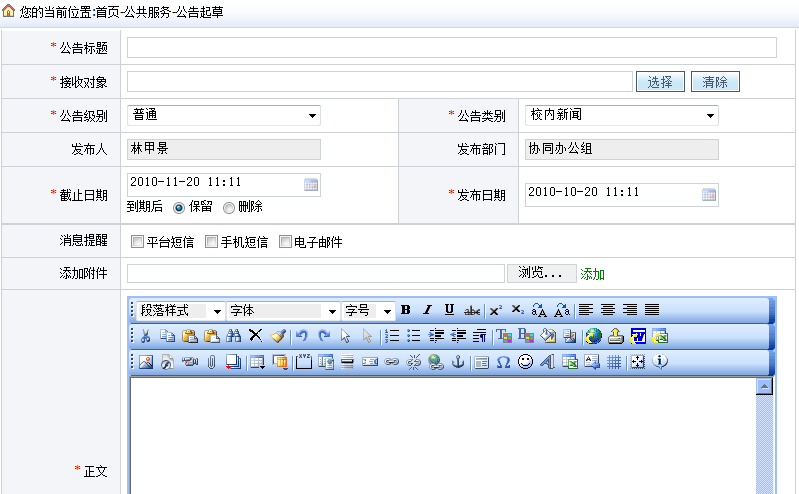 您的当前位置:首页-公共服务-公告起草
* 公告标题
* 接收对象 选择 清除
* 公告级别 普通 * 公告类别 校内新闻
发布人 林甲景 发布部门 协同办公组
* 截止日期 2010-11-20 11:11 * 发布日期 2010-10-20 11:11
到期后 保留 删除
消息提醒 平台短信 手机短信 电子邮件
添加附件 浏览... 添加
段落样式 字体 字号 B I U abc x² x₂
* 正文